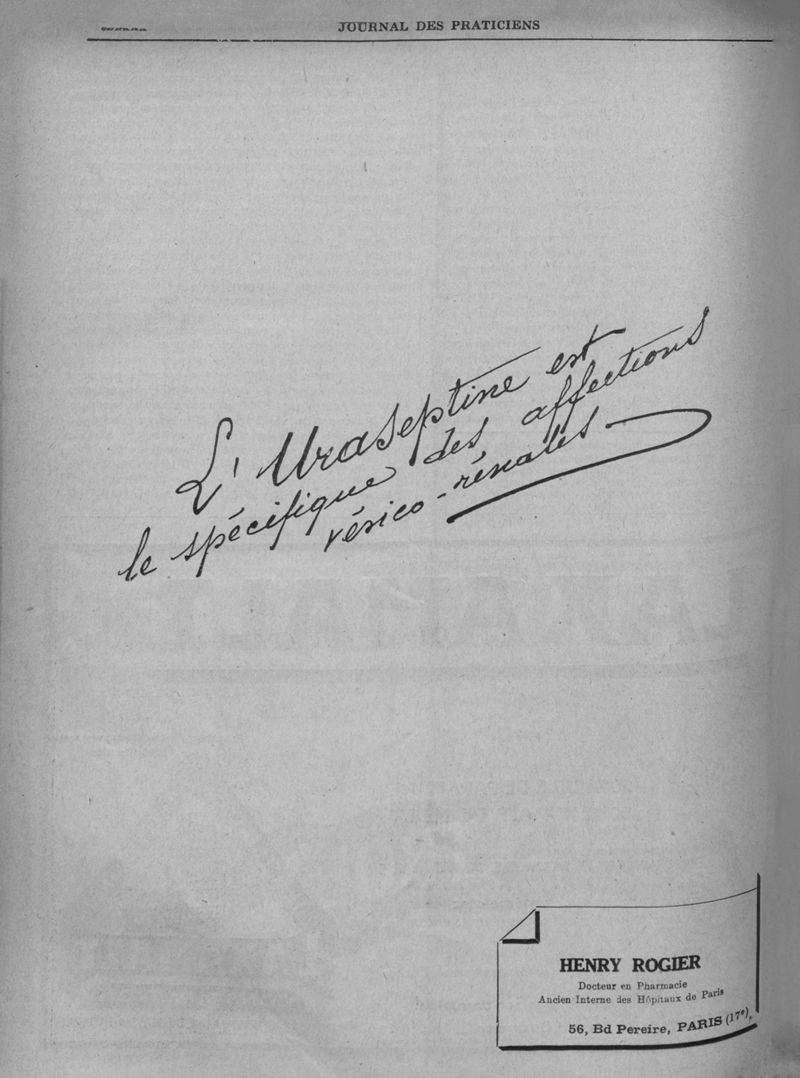 JOURNAL DES PRATICIENS
L'Uraseptine est
le spécifique des affections
vésico-rénales
HENRY ROGIER
Docteur en Pharmacie
Ancien Interne des Hôpitaux de Paris
56, Bd Pereire, PARIS (17e).